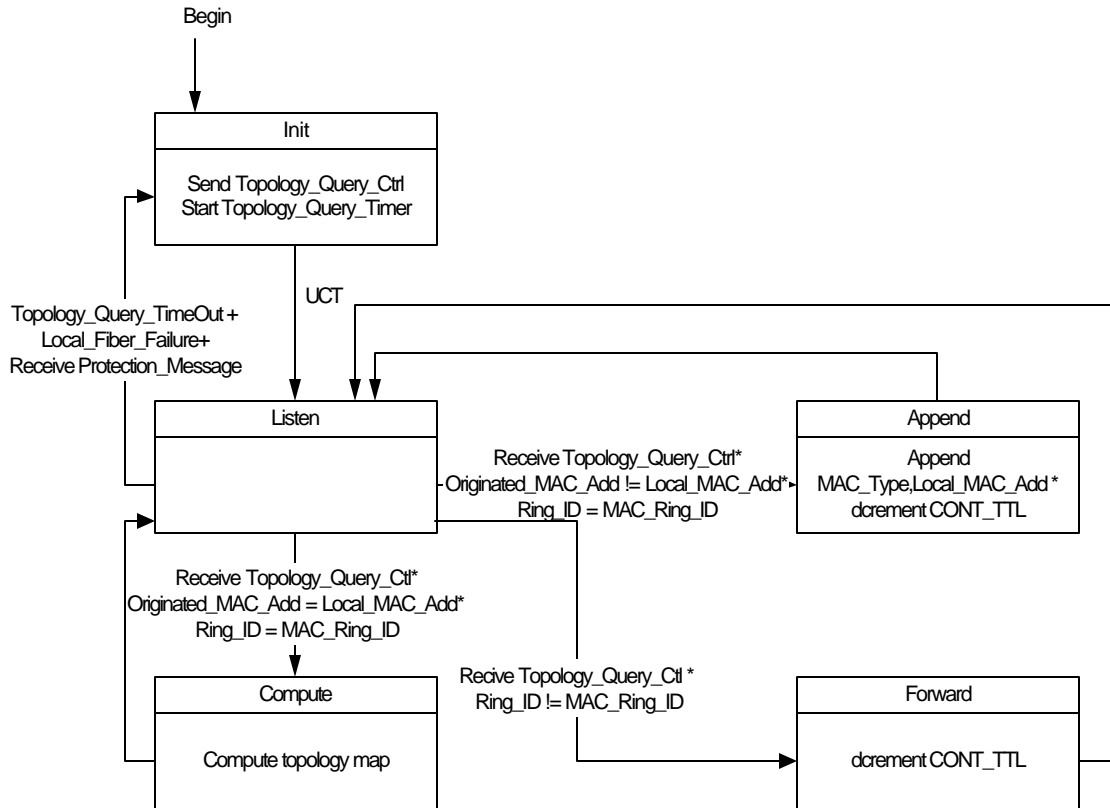 Begin
Init
Send Topology_Query_Ctrl
Start Topology_Query_Timer
UCT
Topology_Query_TimeOut +
Local_Fiber_Failure+
Receive Protection_Message
Listen
Append
Append
MAC_Type,Local_MAC_Add *
dcrement CONT_TTL
Receive Topology_Query_Ctrl*
Originated_MAC_Add != Local_MAC_Add*
Ring_ID = MAC_Ring_ID
Receive Topology_Query_Ctl*
Originated_MAC_Add = Local_MAC_Add*
Ring_ID = MAC_Ring_ID
Recive Topology_Query_Ctl *
Ring_ID != MAC_Ring_ID
Compute
Compute topology map
Forward
dcrement CONT_TTL